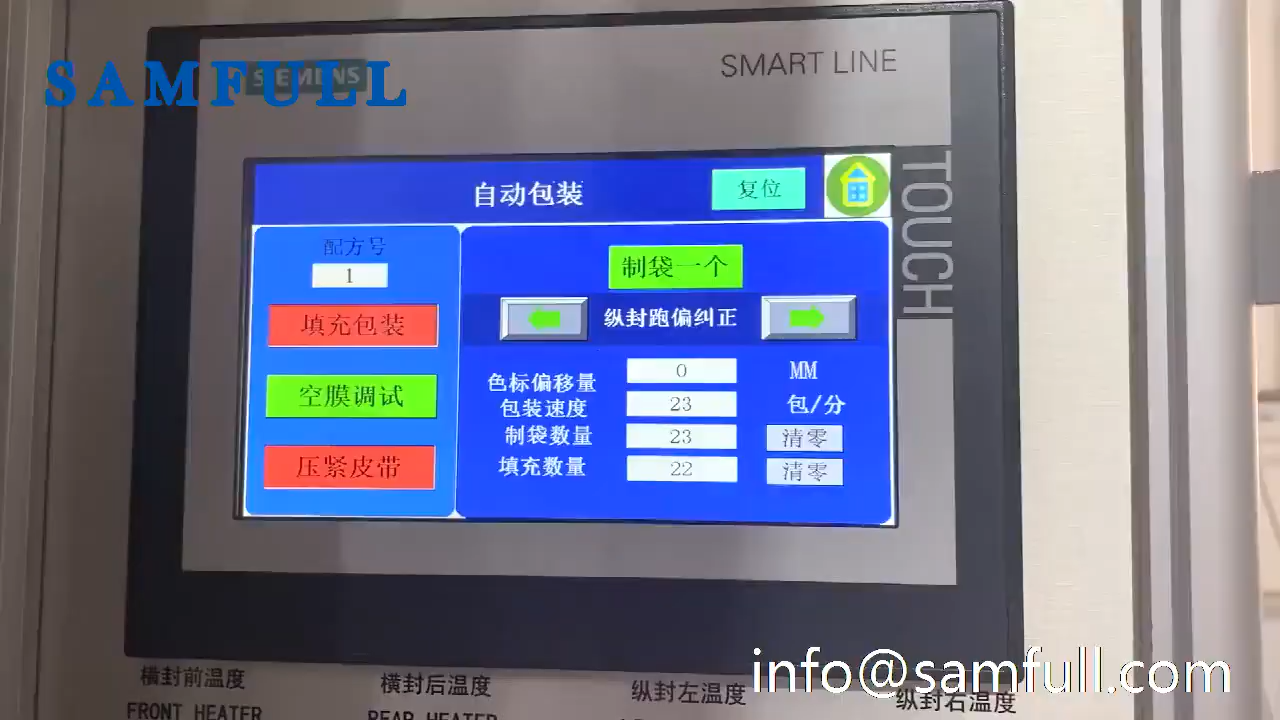 SAMFULL
SIEMENS
SMART LINE
TOUCH
自动包装
复位
配方号
1
填充包装
空膜调试
压紧皮带
制袋一个
纵封跑偏纠正
色标偏移量 0 MM
包装速度 23 包/分
制袋数量 23 清零
填充数量 22 清零
info@samfull.com
横封前温度
横封后温度
纵封左温度
纵封右温度
FRONT HEATER
REAR HEATER